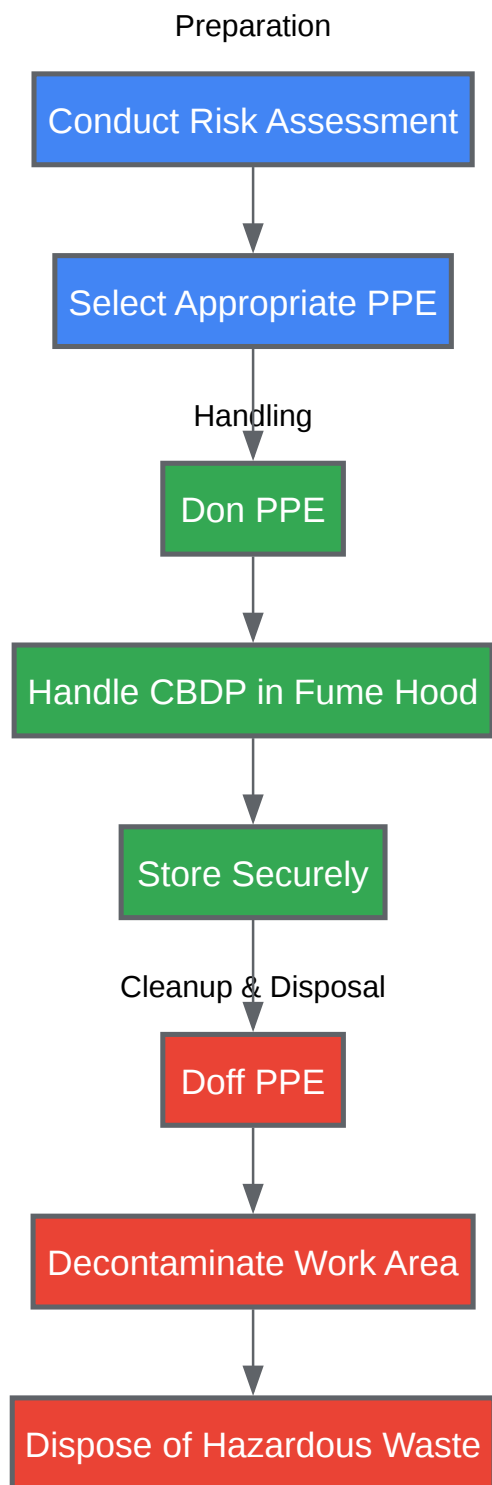 Preparation
Conduct Risk Assessment
Select Appropriate PPE
Handling
Don PPE
Handle CBDP in Fume Hood
Store Securely
Cleanup & Disposal
Doff PPE
Decontaminate Work Area
Dispose of Hazardous Waste